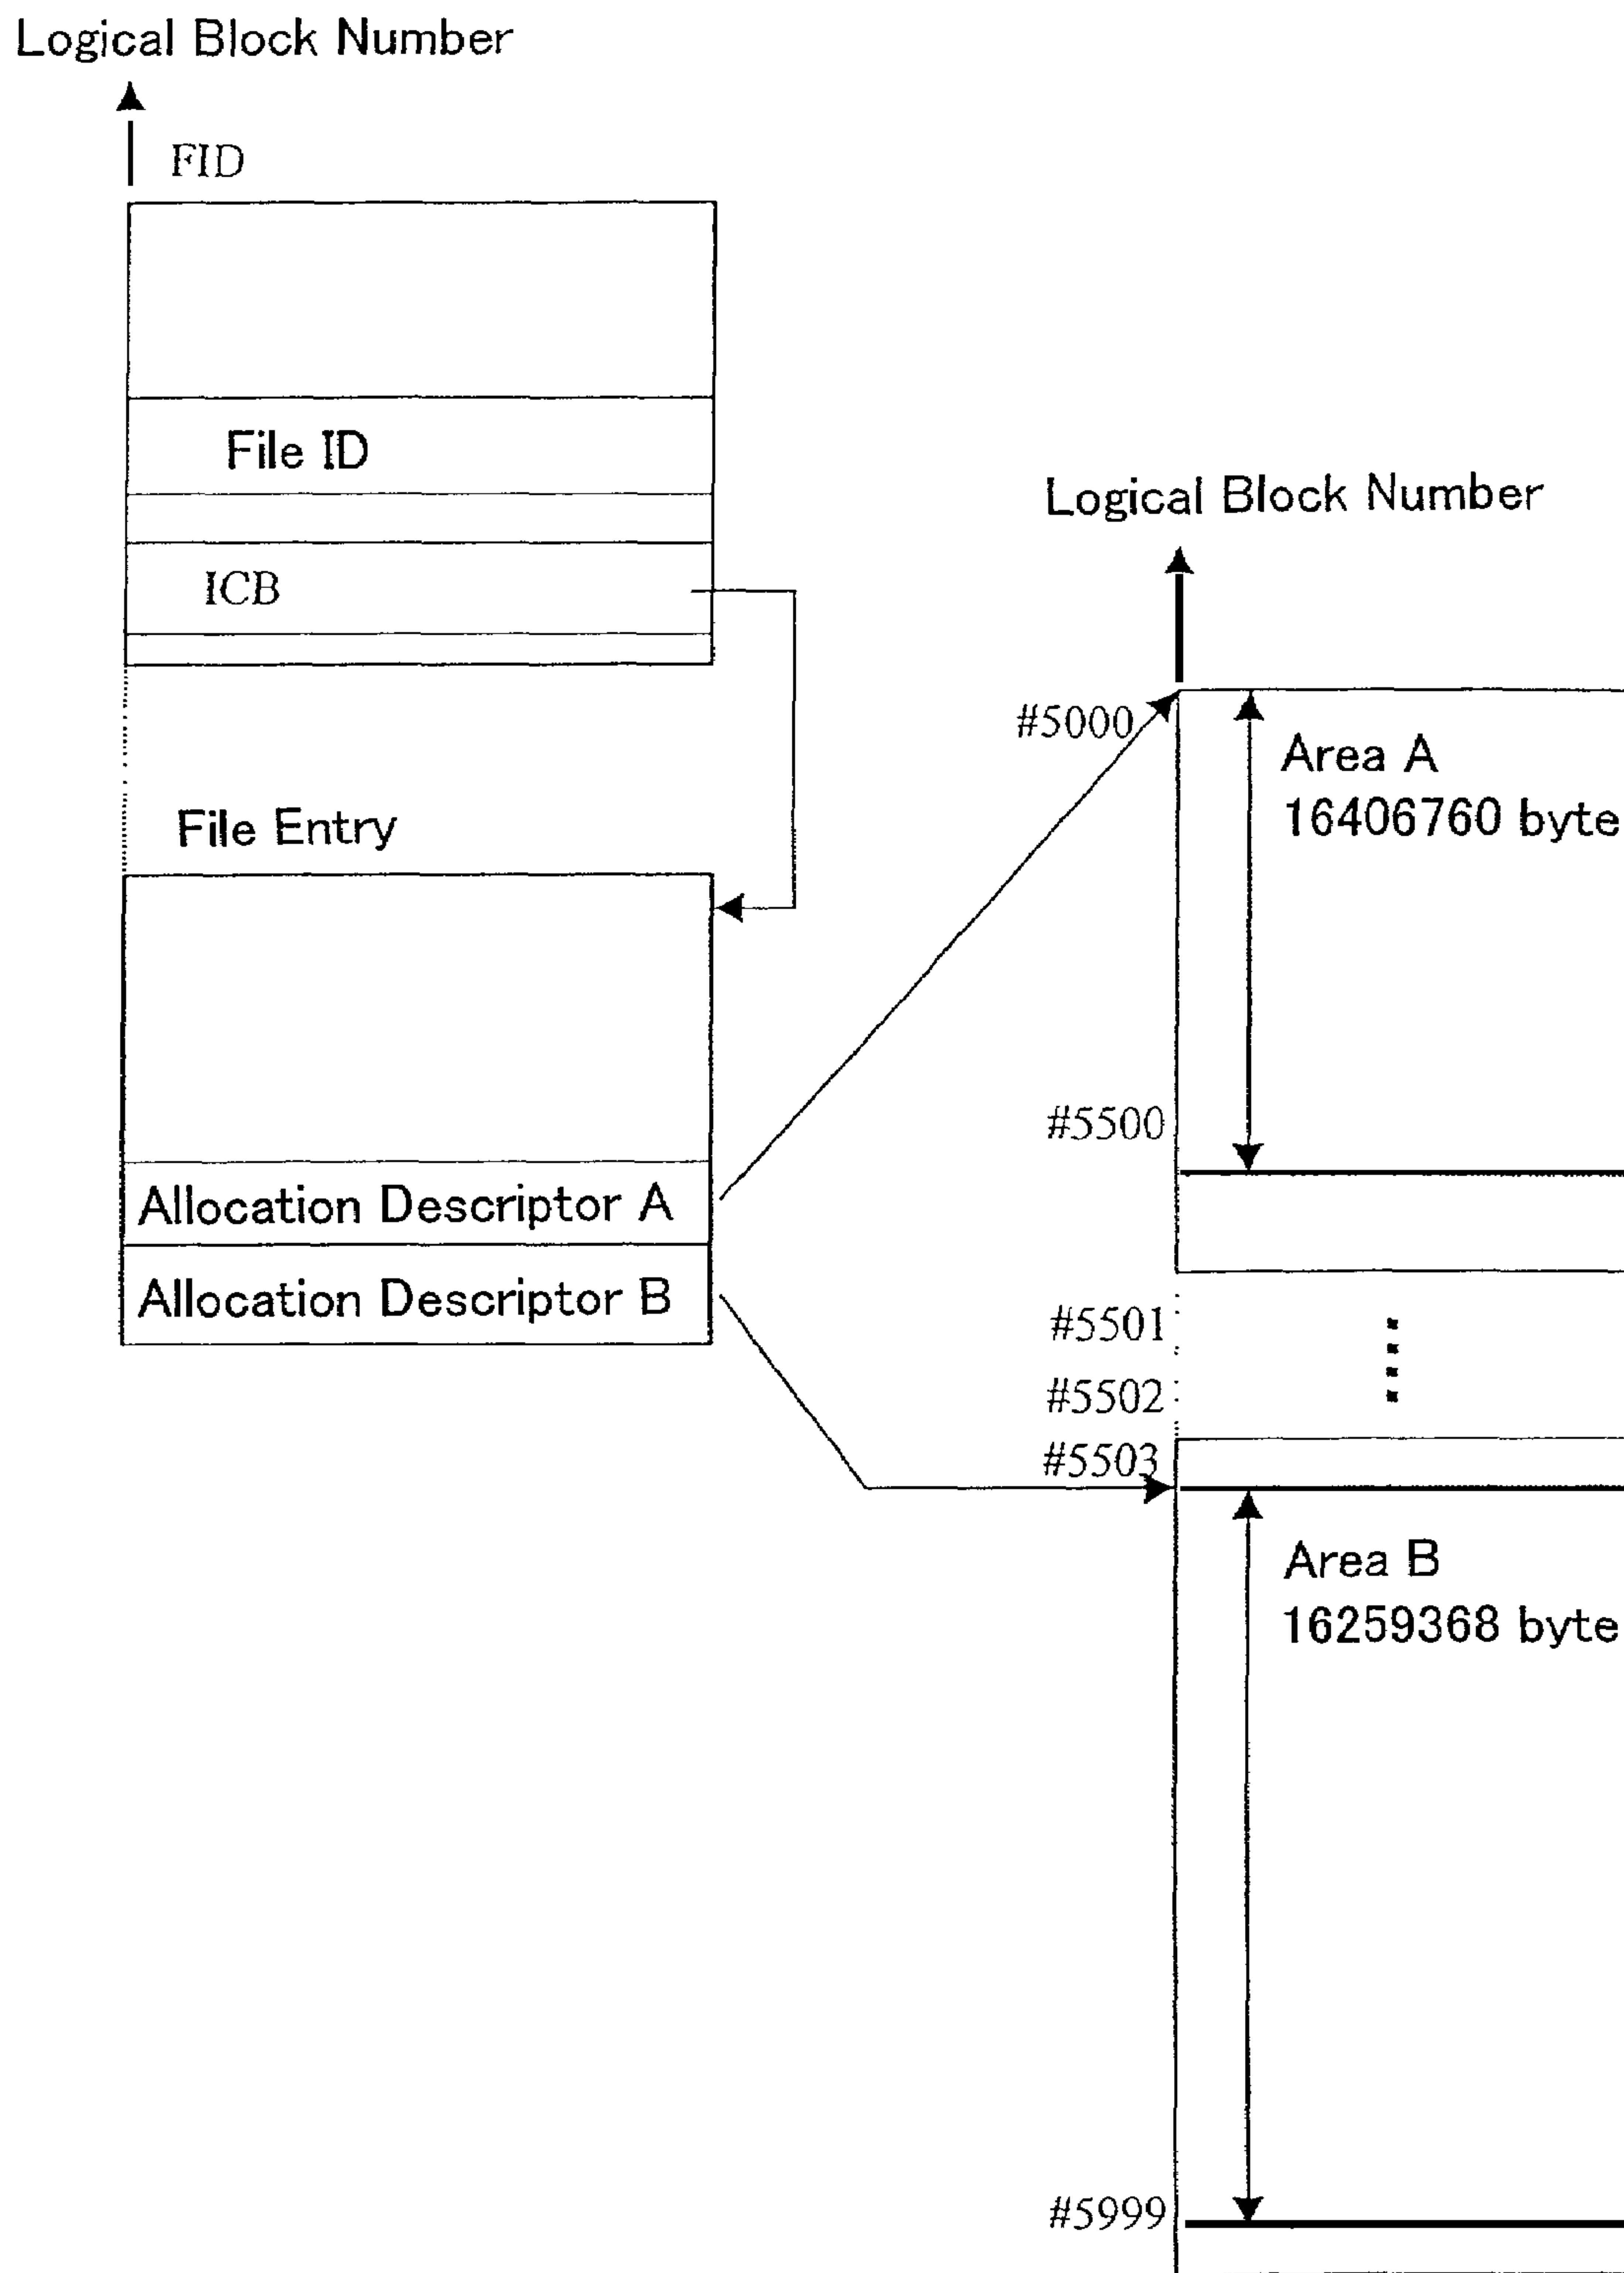 Logical Block Number
FID
File ID
ICB
File Entry
Allocation Descriptor A
Allocation Descriptor B
Logical Block Number
#5000
Area A
16406760 byte
#5500
#5501
#5502
#5503
Area B
16259368 byte
#5999